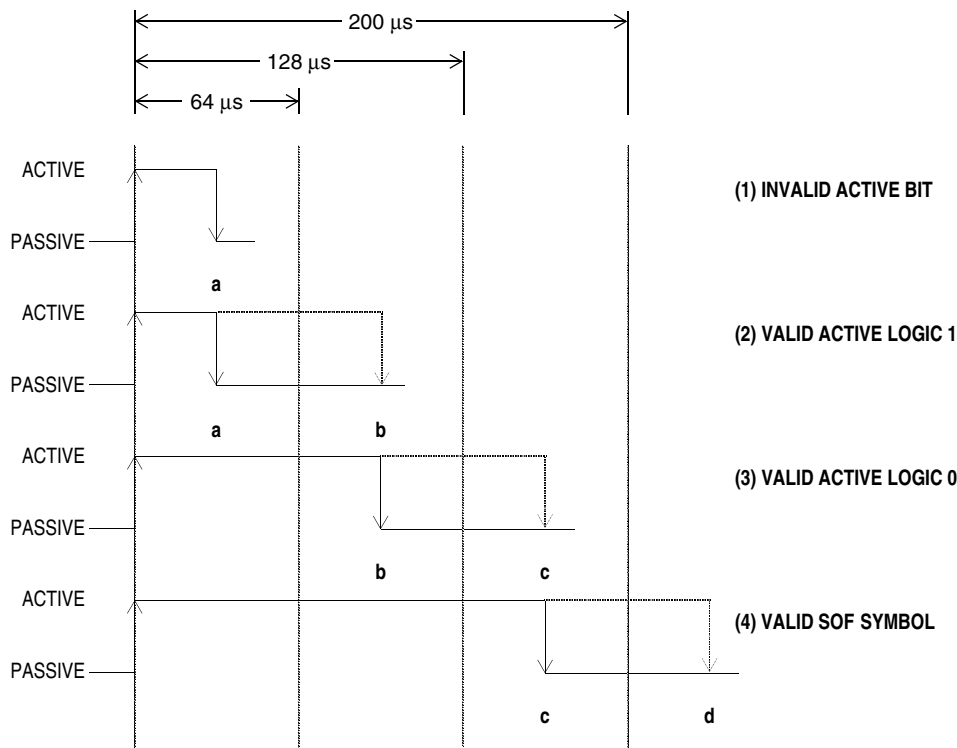 200 μs
128 μs
64 μs
ACTIVE
(1) INVALID ACTIVE BIT
PASSIVE
a
ACTIVE
(2) VALID ACTIVE LOGIC 1
PASSIVE
a b
ACTIVE
(3) VALID ACTIVE LOGIC 0
PASSIVE
b c
ACTIVE
(4) VALID SOF SYMBOL
PASSIVE
c d